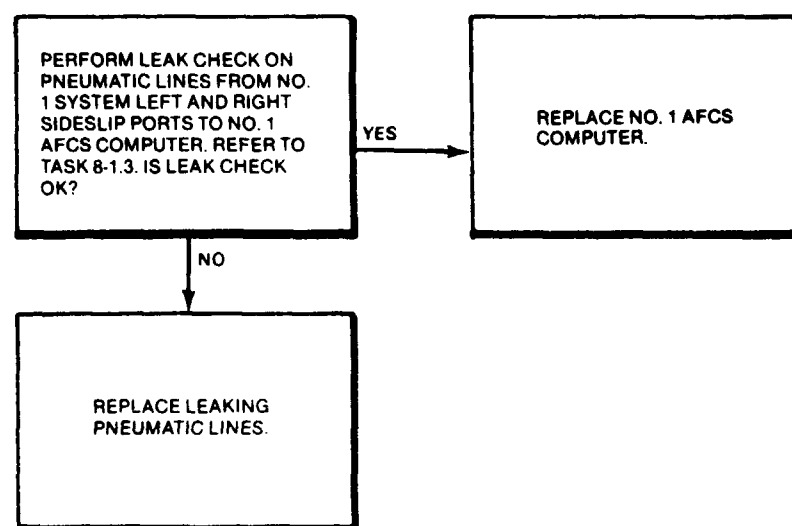 PERFORM LEAK CHECK ON
PNEUMATIC LINES FROM NO.
1 SYSTEM LEFT AND RIGHT
SIDESLIP PORTS TO NO. 1
AFCS COMPUTER. REFER TO
TASK 8-1.3. IS LEAK CHECK
OK?
YES
REPLACE NO. 1 AFCS
COMPUTER.
NO
REPLACE LEAKING
PNEUMATIC LINES.